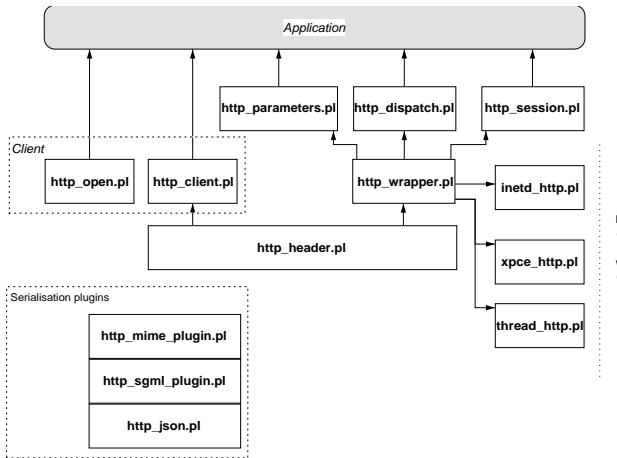 Application
http_parameters.pl
http_dispatch.pl
http_session.pl
Client
http_open.pl
http_client.pl
http_wrapper.pl
inetd_http.pl
http_header.pl
xpce_http.pl
Serialisation plugins
thread_http.pl
http_mime_plugin.pl
http_sgml_plugin.pl
http_json.pl